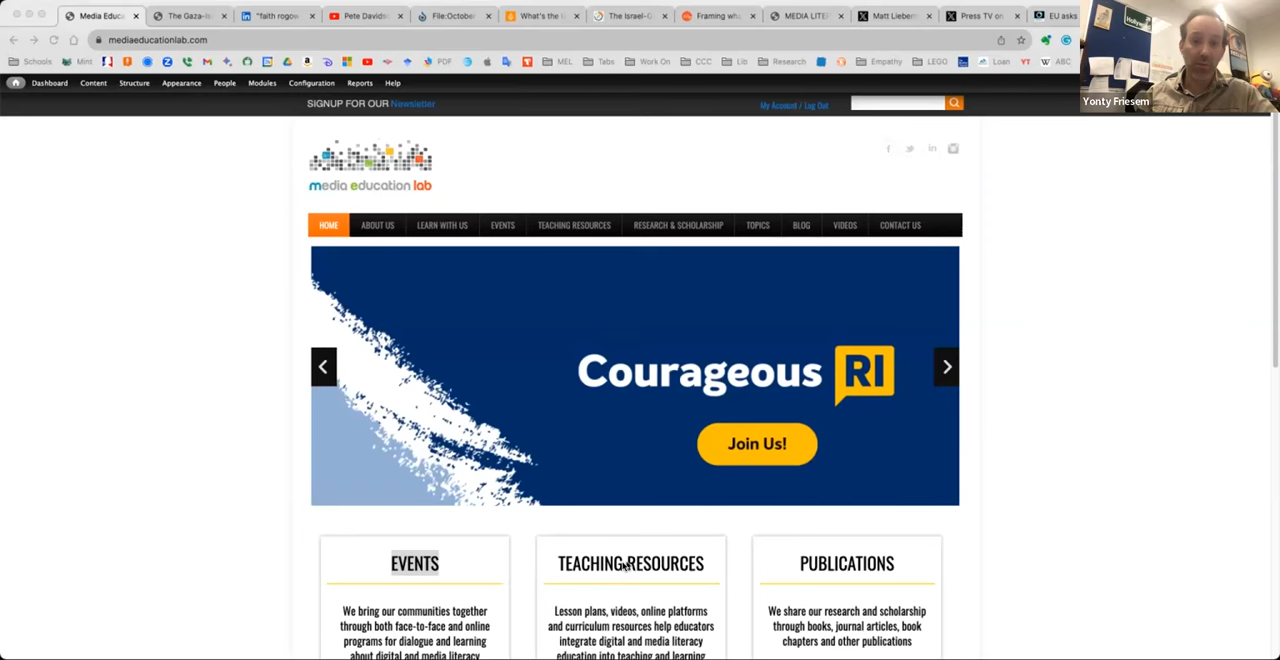 Media Educ
The Gaza-Is
"faith rogow
Pete Davids
File:October
What's the
The Israel-G
Framing wha
MEDIA LITE
Matt Lieber
Press TV on
EU asks
mediaeducationlab.com
Schools
Mint
PDF
MEL
Tabs
Work On
CCC
Lib
Research
Empathy
LEGO
Loan
YT
ABC
Yonty Friesem
Dashboard
Content
Structure
Appearance
People
Modules
Configuration
Reports
Help
SIGNUP FOR OUR Newsletter
My Account / Log Out
media education lab
HOME
ABOUT US
LEARN WITH US
EVENTS
TEACHING RESOURCES
RESEARCH & SCHOLARSHIP
TOPICS
BLOG
VIDEOS
CONTACT US
Courageous RI
Join Us!
EVENTS
We bring our communities together
through both face-to-face and online
programs for dialogue and learning
about digital and media literacy
TEACHING RESOURCES
Lesson plans, videos, online platforms
and curriculum resources help educators
integrate digital and media literacy
education into teaching and learning
PUBLICATIONS
We share our research and scholarship
through books, journal articles, book
chapters and other publications